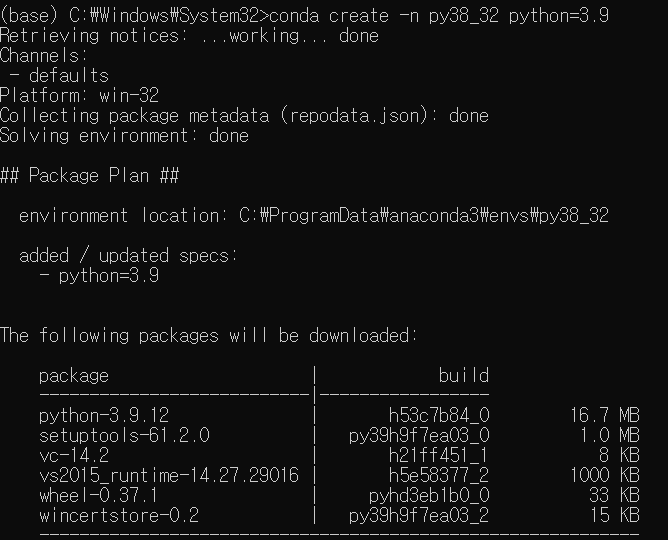 (base) C:₩Windows₩System32>conda create -n py38_32 python=3.9
Retrieving notices: ...working... done
Channels:
 - defaults
Platform: win-32
Collecting package metadata (repodata.json): done
Solving environment: done

## Package Plan ##

  environment location: C:₩ProgramData₩anaconda3₩envs₩py38_32

  added / updated specs:
    - python=3.9


The following packages will be downloaded:

    package                    |            build
    ---------------------------|-----------------
    python-3.9.12              |       h53c7b84_0        16.7 MB
    setuptools-61.2.0          |   py39h9f7ea03_0         1.0 MB
    vc-14.2                    |       h21ff451_1           8 KB
    vs2015_runtime-14.27.29016 |       h5e58377_2        1000 KB
    wheel-0.37.1               |     pyhd3eb1b0_0          33 KB
    wincertstore-0.2           |   py39h9f7ea03_2          15 KB
    ------------------------------------------------------------